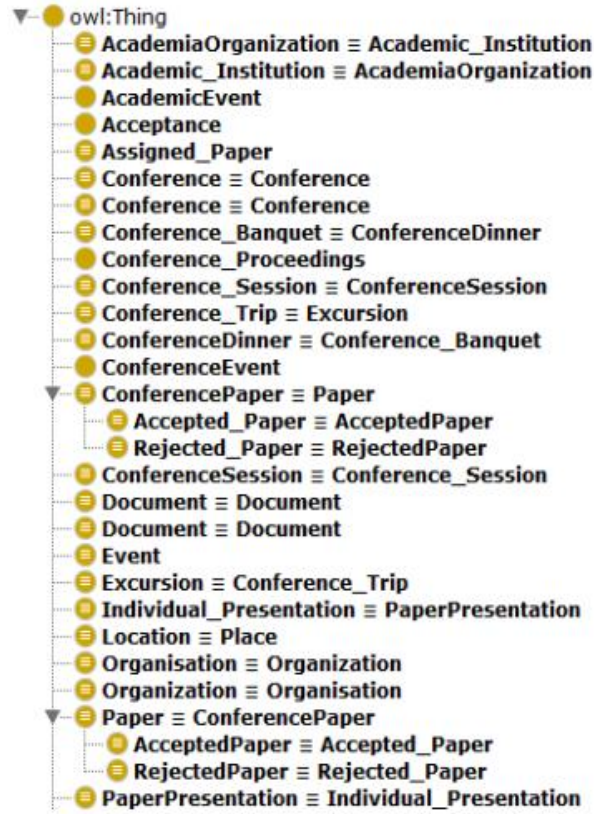 owl:Thing
AcademiaOrganization ≡ Academic_Institution
Academic_Institution ≡ AcademiaOrganization
AcademicEvent
Acceptance
Assigned_Paper
Conference ≡ Conference
Conference ≡ Conference
Conference_Banquet ≡ ConferenceDinner
Conference_Proceedings
Conference_Session ≡ ConferenceSession
Conference_Trip ≡ Excursion
ConferenceDinner ≡ Conference_Banquet
ConferenceEvent
ConferencePaper ≡ Paper
Accepted_Paper ≡ AcceptedPaper
Rejected_Paper ≡ RejectedPaper
ConferenceSession ≡ Conference_Session
Document ≡ Document
Document ≡ Document
Event
Excursion ≡ Conference_Trip
Individual_Presentation ≡ PaperPresentation
Location ≡ Place
Organisation ≡ Organization
Organization ≡ Organisation
Paper ≡ ConferencePaper
AcceptedPaper ≡ Accepted_Paper
RejectedPaper ≡ Rejected_Paper
PaperPresentation ≡ Individual_Presentation